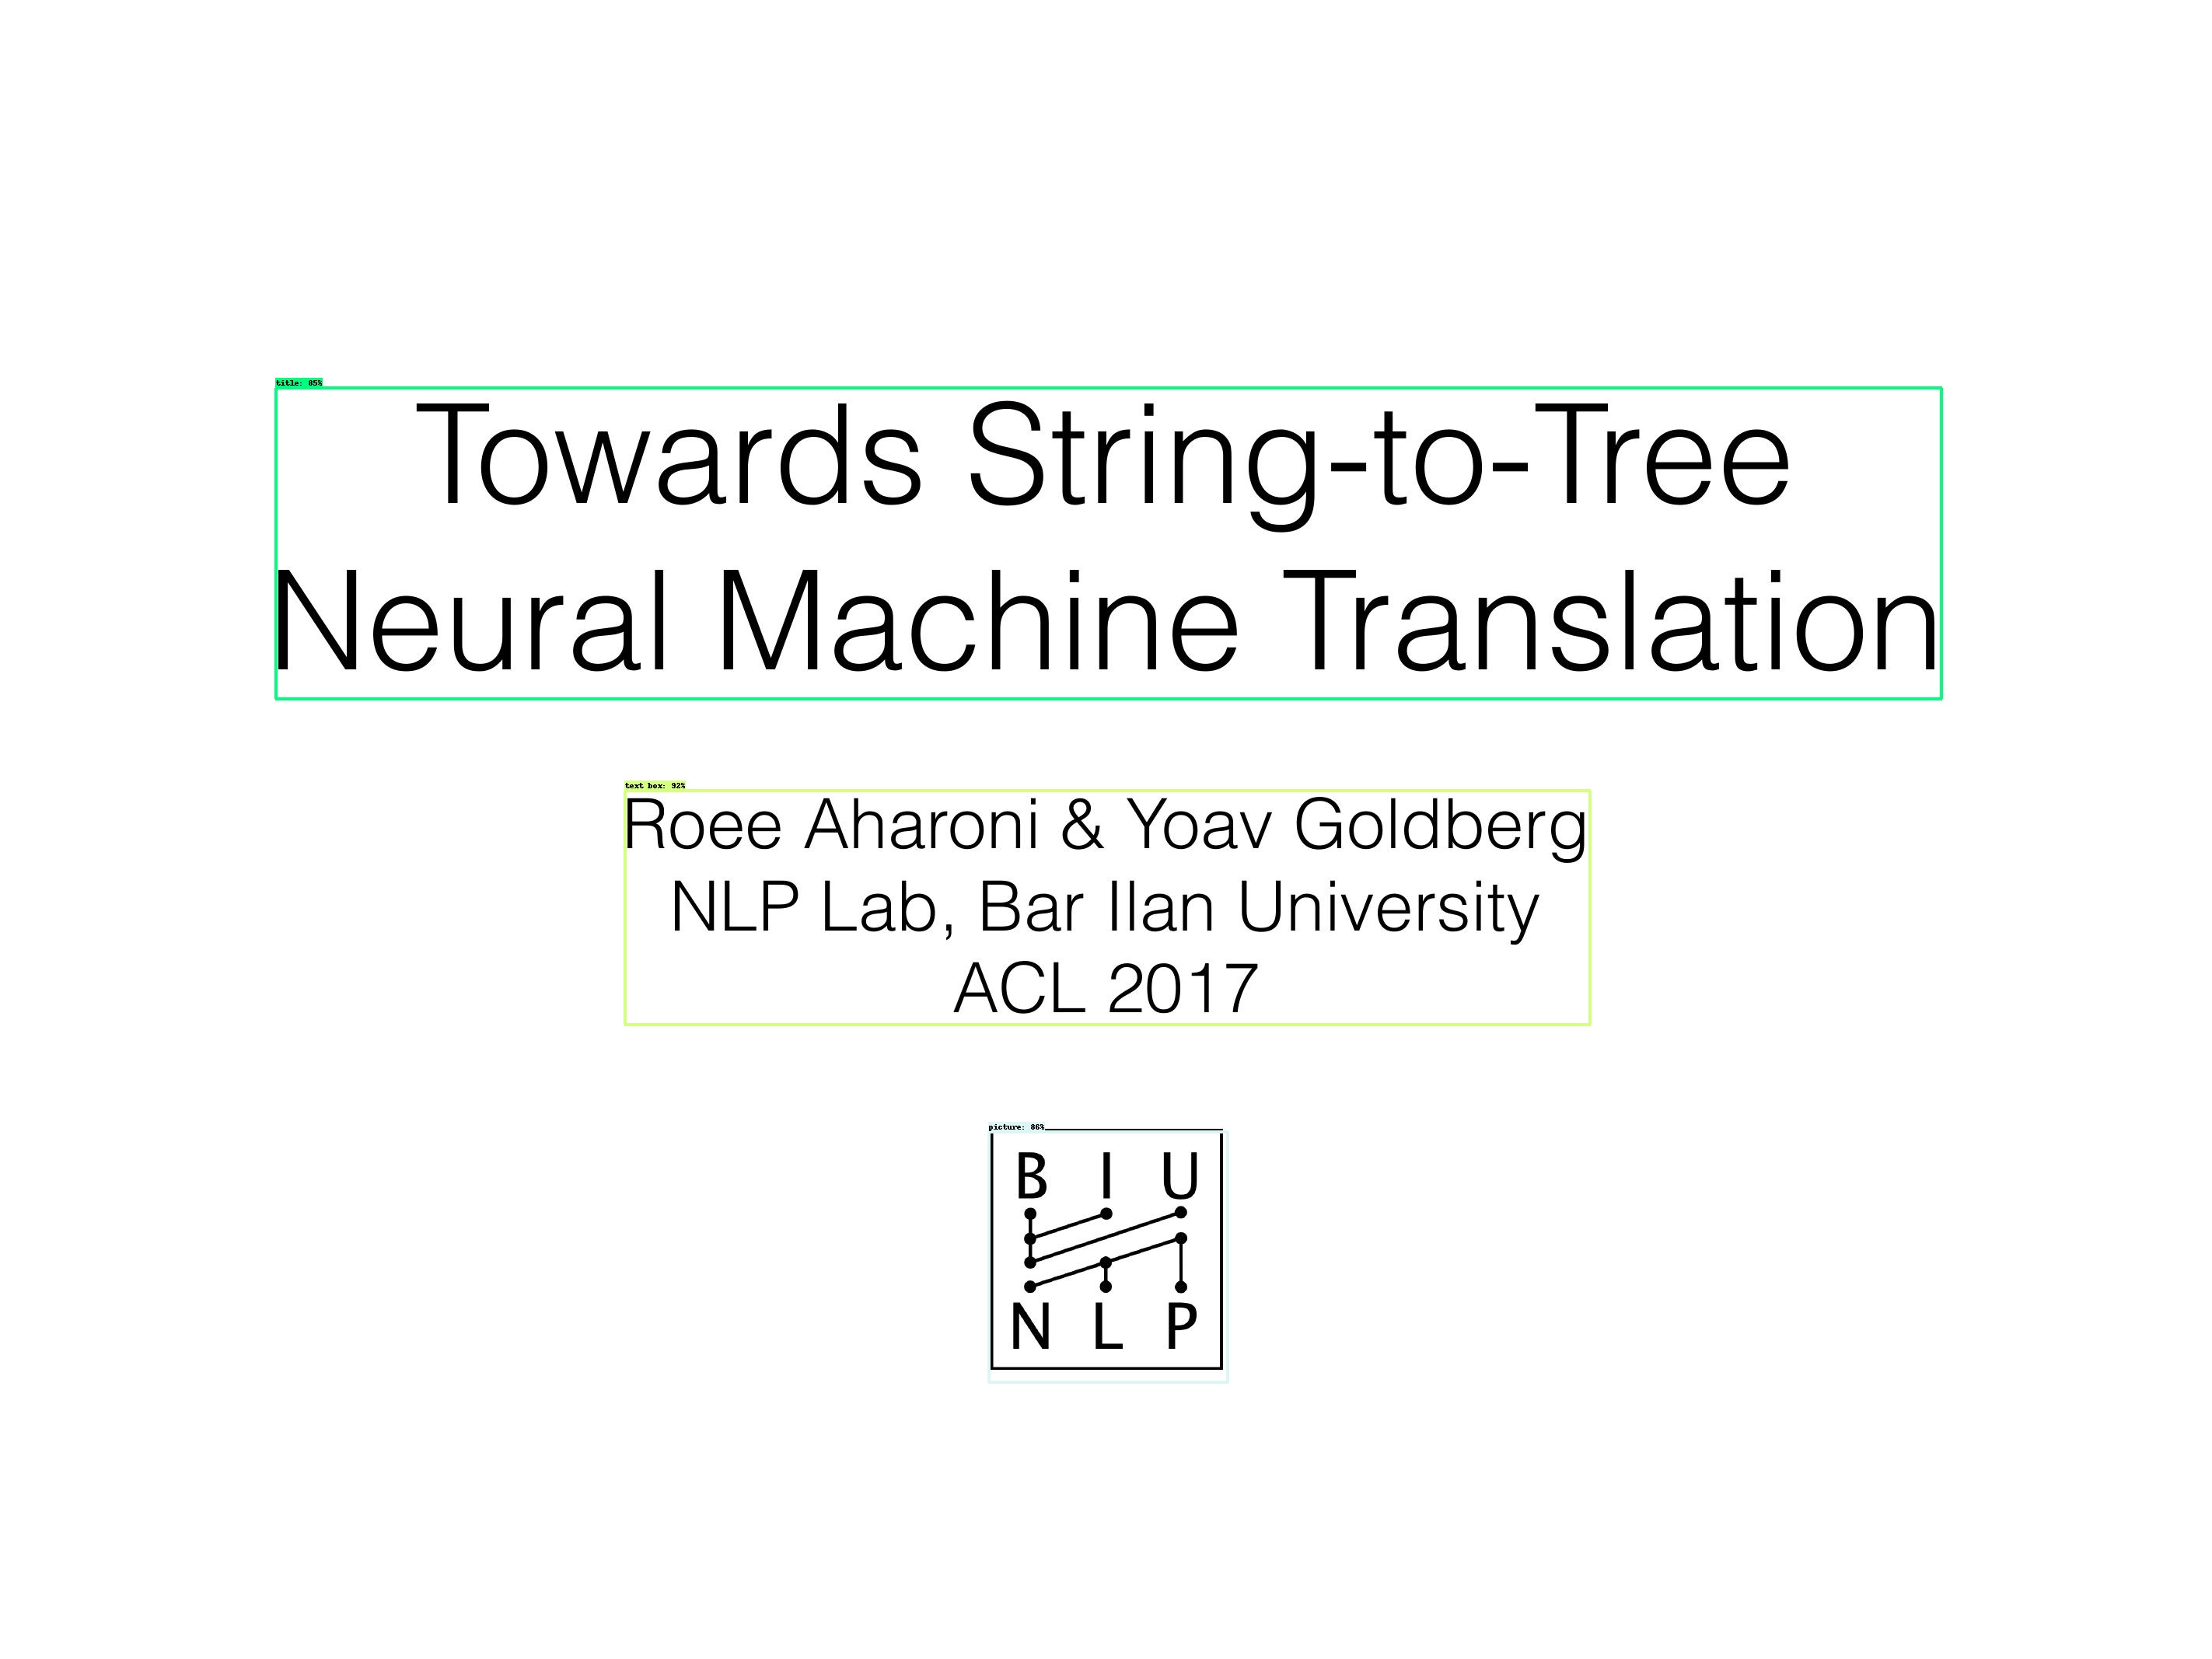 title: 85%
Towards String-to-Tree
Neural Machine Translation
text box: 92%
Roee Aharoni & Yoav Goldberg
NLP Lab, Bar Ilan University
ACL 2017
picture: 86%
B I U
N L P